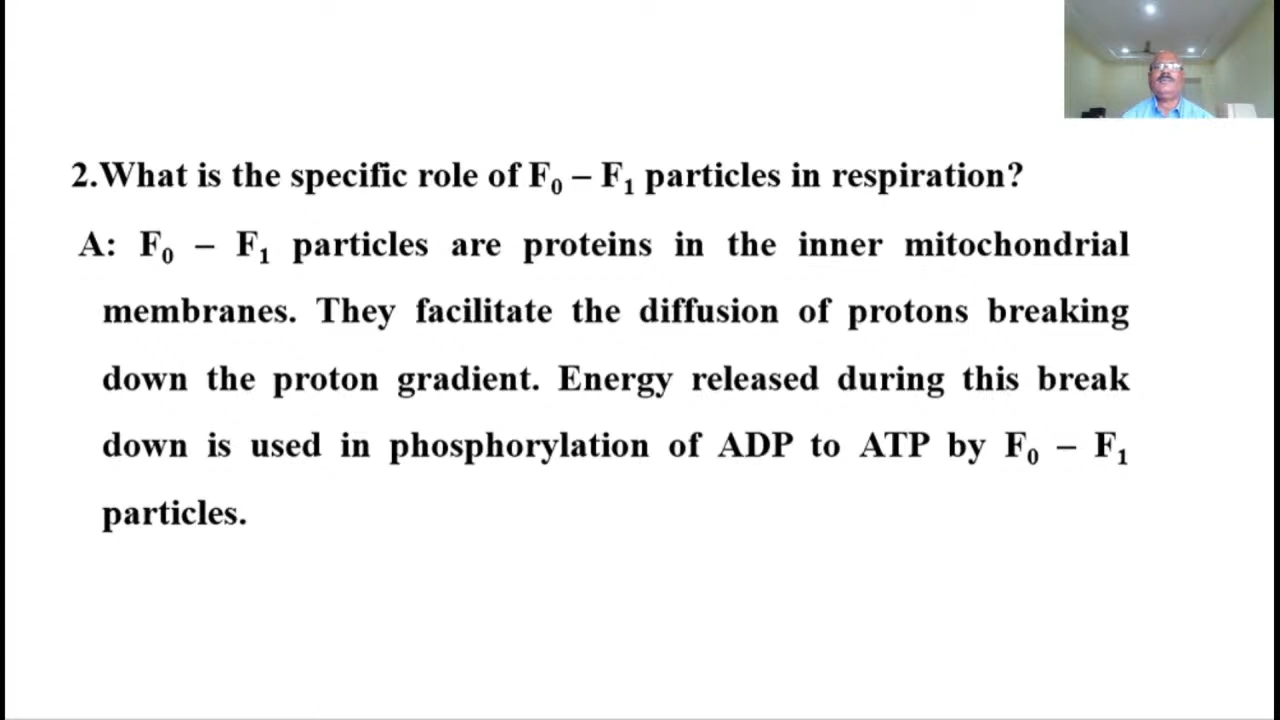 2.What is the specific role of F₀ – F₁ particles in respiration?
A: F₀ – F₁ particles are proteins in the inner mitochondrial
membranes. They facilitate the diffusion of protons breaking
down the proton gradient. Energy released during this break
down is used in phosphorylation of ADP to ATP by F₀ – F₁
particles.